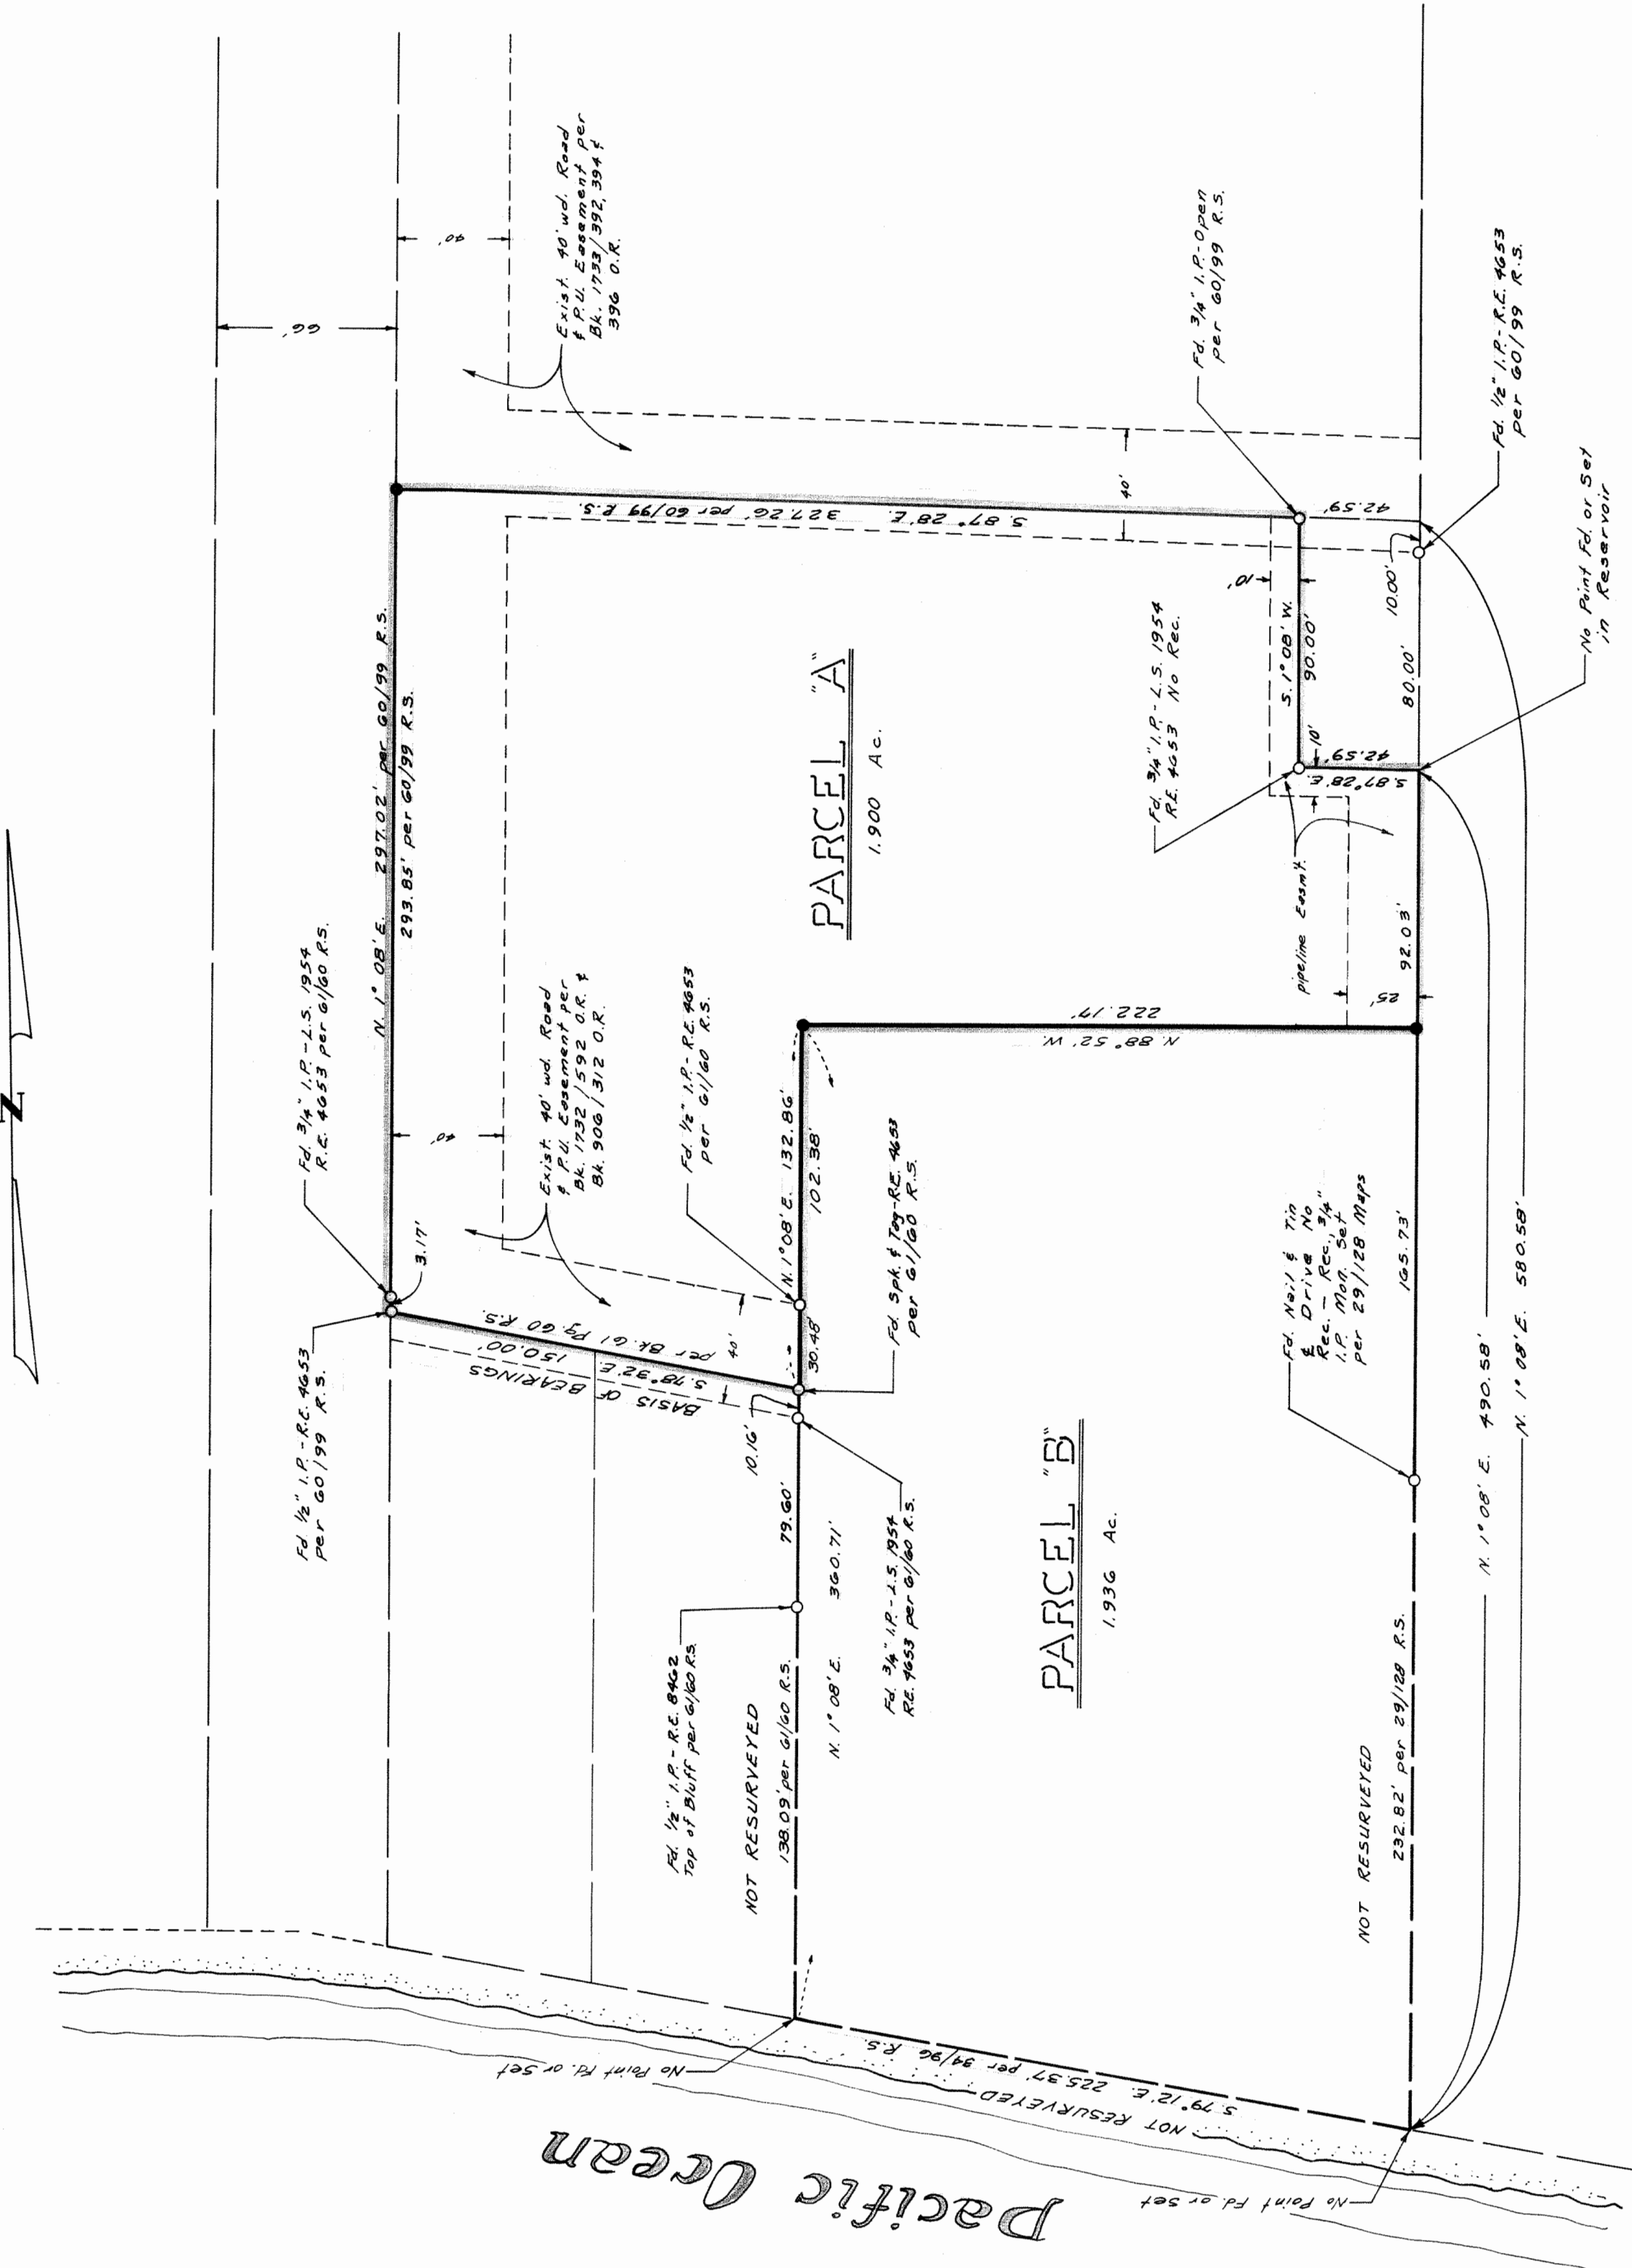 N
66'
40'
Exist. 40' wd. Road
& P.U. Easement per
Bk. 1733/392, 394 &
396 O.R.
Fd. 3/4" I.P. - L.S. 1954
R.E. 4653 per 61/60 R.S.
Fd. 1/2" I.P. - R.E. 4653
per 60/99 R.S.
3.17'
N. 1° 08' E. 297.02' per 60/99 R.S.
293.85' per 60/99 R.S.
40'
Exist. 40' wd. Road
& P.U. Easement per
Bk. 1732/592 O.R. &
Bk. 906/312 O.R.
S. 87° 28' E. 327.26' per 60/99 R.S.
40'
Fd. 3/4" I.P. - Open
per 60/99 R.S.
PARCEL "A"
1.900 Ac.
Fd. 1/2" I.P. - R.E. 4653
per 61/60 R.S.
per Bk. 61 Pg. 60 R.S.
S. 78° 32' E. 150.00'
BASIS OF BEARINGS
40'
N. 1° 08' E. 132.86'
102.38'
30.48'
10.16'
Fd. Spk. & Tag - R.E. 4653
per 61/60 R.S.
Fd. 3/4" I.P. - L.S. 1954
R.E. 4653 per 61/60 R.S.
N. 88° 52' W.
222.17'
Fd. 3/4" I.P. - L.S. 1954
R.E. 4653 No Rec.
10'
S. 1° 08' W.
90.00'
10'
42.59'
S. 87° 28' E.
42.59'
10.00'
80.00'
Fd. 1/2" I.P. - R.E. 4653
per 60/99 R.S.
No Point Fd. or Set
in Reservoir
pipeline Easm't.
25'
92.03'
Fd. 1/2" I.P. - R.E. 8462
Top of Bluff per 61/60 R.S.
79.60'
NOT RESURVEYED
138.09' per 61/60 R.S.
N. 1° 08' E. 360.71'
PARCEL "B"
1.936 Ac.
Fd. Nail & Tin
& Drive No
Rec. - Rec., 3/4"
I.P. Mon. Set
per 29/128 Maps
165.73'
NOT RESURVEYED
232.82' per 29/128 R.S.
N. 1° 08' E. 490.58'
N. 1° 08' E. 580.58'
No Point Fd. or Set
S. 79° 12' E. 225.37' per 34/96 R.S.
NOT RESURVEYED
No Point Fd. or Set
Pacific Ocean